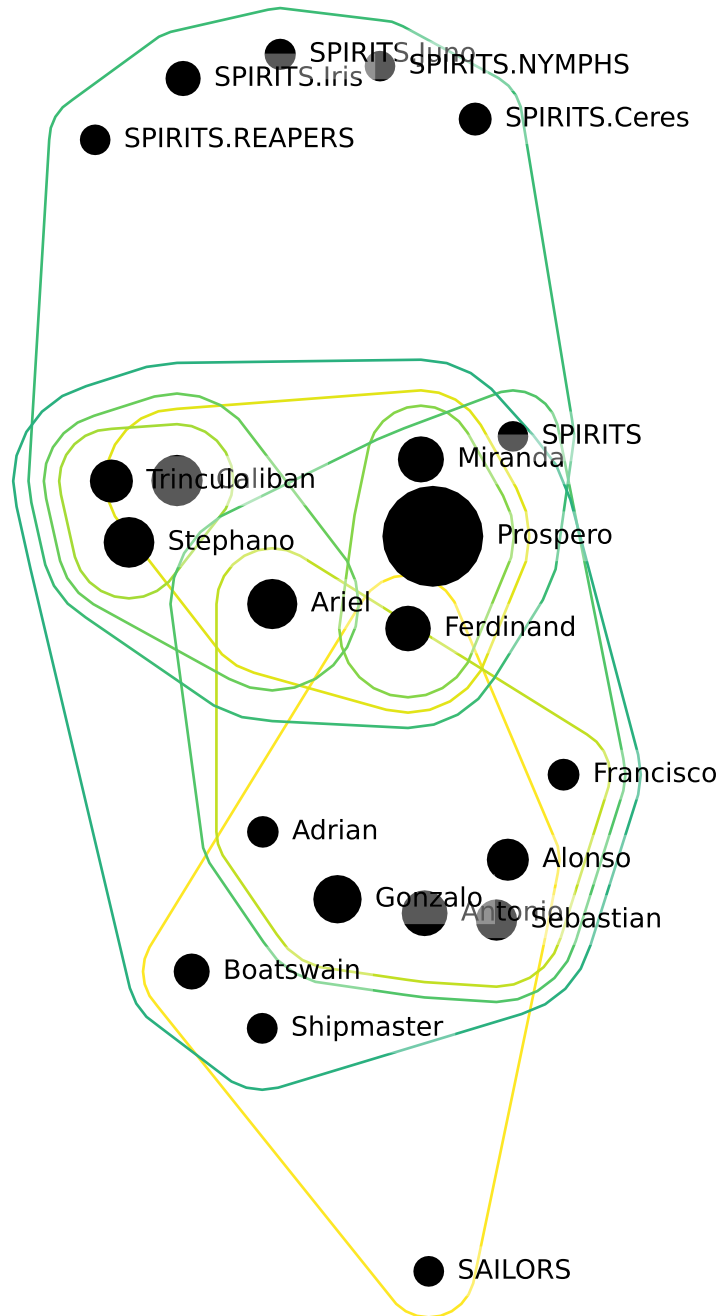 SPIRITS.Juno
SPIRITS.NYMPHS
SPIRITS.Iris
SPIRITS.Ceres
SPIRITS.REAPERS
SPIRITS
Miranda
Trinculo
Caliban
Prospero
Stephano
Ariel
Ferdinand
Francisco
Adrian
Alonso
Gonzalo
Antonio
Sebastian
Boatswain
Shipmaster
SAILORS